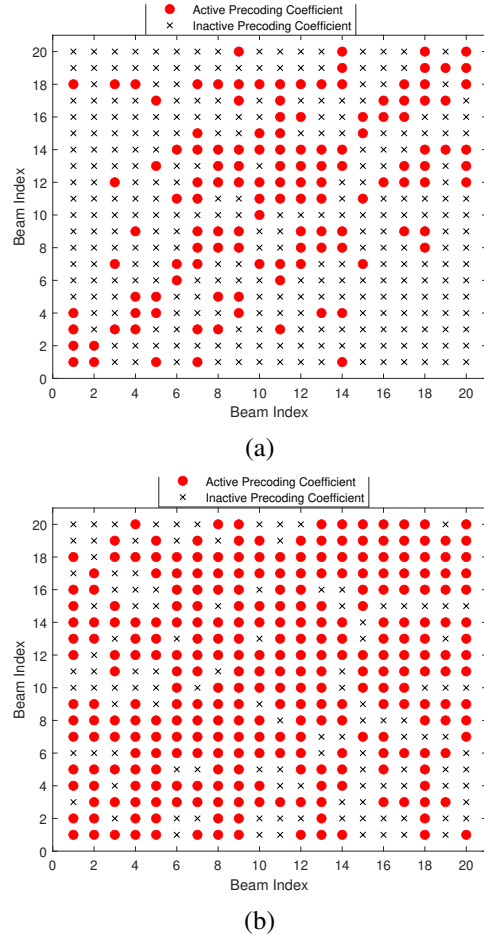 Active Precoding Coefficient
Inactive Precoding Coefficient
20
18
16
14
12
10
8
6
4
2
0
Beam Index
0 2 4 6 8 10 12 14 16 18 20
Beam Index
(a)
Active Precoding Coefficient
Inactive Precoding Coefficient
20
18
16
14
12
10
8
6
4
2
0
Beam Index
0 2 4 6 8 10 12 14 16 18 20
Beam Index
(b)